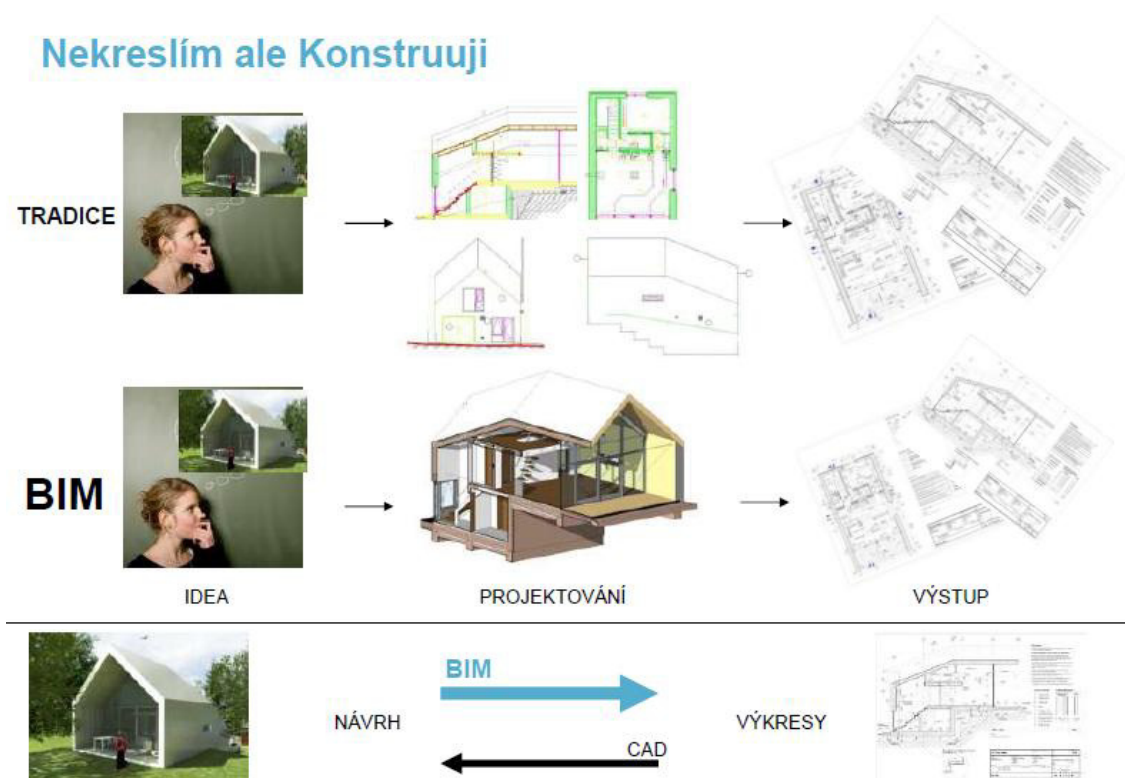 Nekreslím ale Konstruuji
TRADICE
BIM
IDEA
PROJEKTOVÁNÍ
VÝSTUP
BIM
NÁVRH
VÝKRESY
CAD